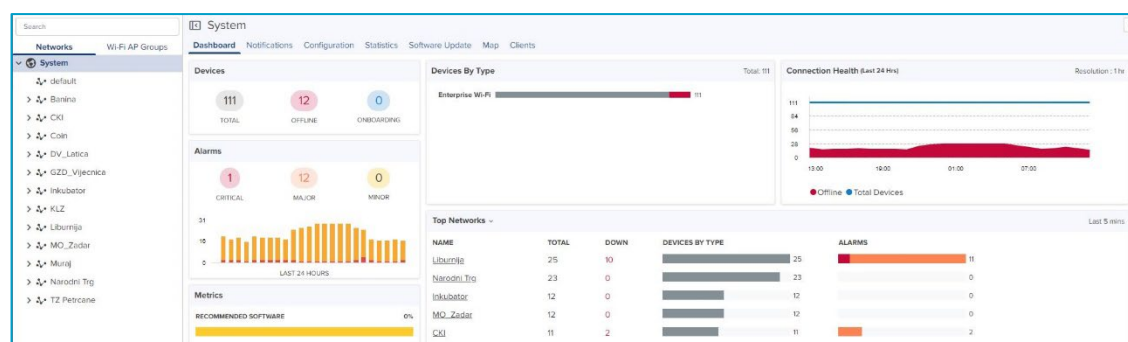 Search
Networks
Wi-Fi AP Groups
System
default
Banina
CKI
Coin
DV_Latica
GZD_Vijecnica
Inkubator
KLZ
Liburnija
MO_Zadar
Muraj
Narodni Trg
TZ Petrcane
System
Dashboard Notifications Configuration Statistics Software Update Map Clients
Devices
111 12 0
TOTAL OFFLINE ONBOARDING
Alarms
1 12 0
CRITICAL MAJOR MINOR
31
16
0
LAST 24 HOURS
Metrics
RECOMMENDED SOFTWARE 0%
Devices By Type Total: 111
Enterprise Wi-Fi 111
Connection Health (Last 24 Hrs) Resolution : 1 hr
111
84
56
28
0
13:00 19:00 01:00 07:00
Offline Total Devices
Top Networks Last 5 mins
NAME TOTAL DOWN DEVICES BY TYPE ALARMS
Liburnija 25 10 25 11
Narodni Trg 23 0 23 0
Inkubator 12 0 12 0
MO_Zadar 12 0 12 0
CKI 11 2 11 2